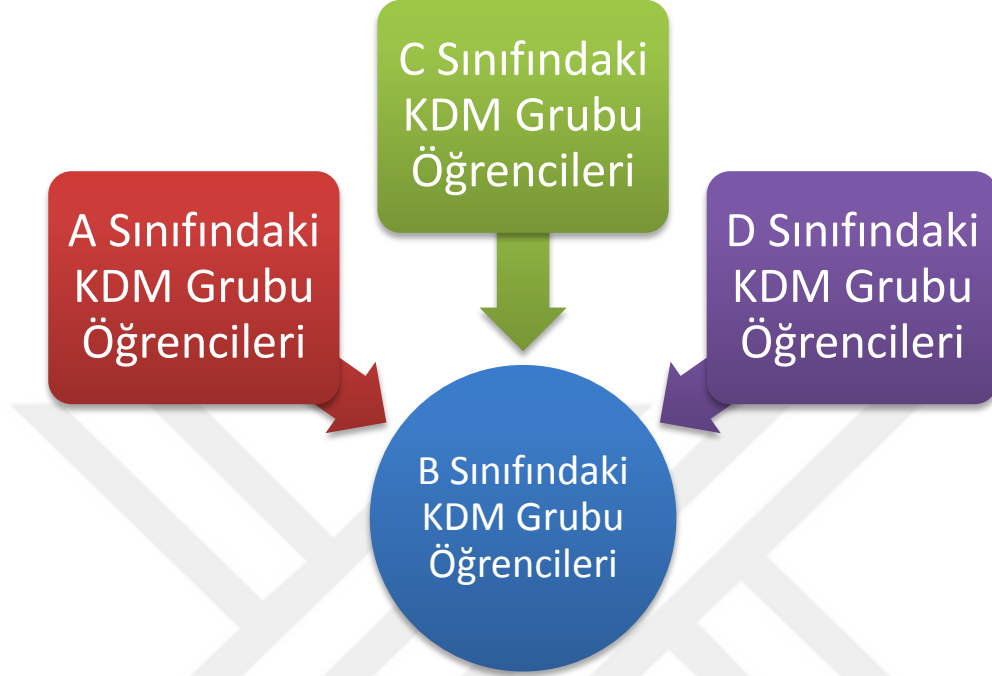 C Sınıfındaki
KDM Grubu
Öğrencileri
A Sınıfındaki
KDM Grubu
Öğrencileri
D Sınıfındaki
KDM Grubu
Öğrencileri
B Sınıfındaki
KDM Grubu
Öğrencileri